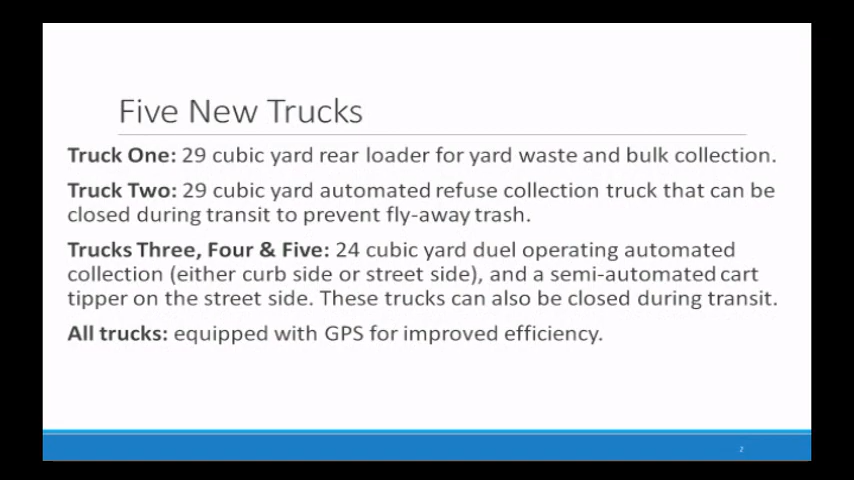 Five New Trucks
Truck One: 29 cubic yard rear loader for yard waste and bulk collection.
Truck Two: 29 cubic yard automated refuse collection truck that can be
closed during transit to prevent fly-away trash.
Trucks Three, Four & Five: 24 cubic yard duel operating automated
collection (either curb side or street side), and a semi-automated cart
tipper on the street side. These trucks can also be closed during transit.
All trucks: equipped with GPS for improved efficiency.
2